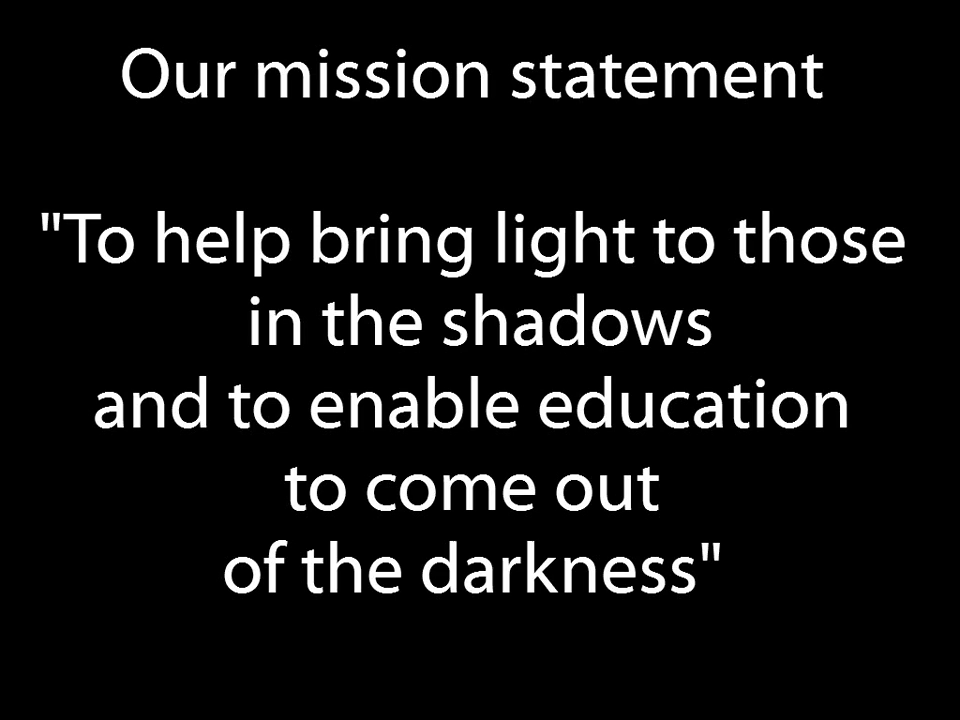 Our mission statement
"To help bring light to those
in the shadows
and to enable education
to come out
of the darkness"